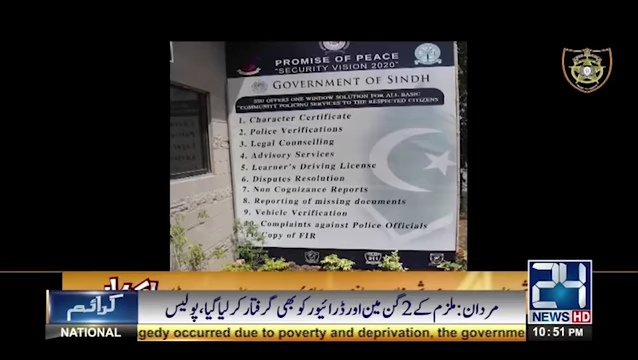 PROMISE OF PEACE
"SECURITY VISION 2020"
GOVERNMENT OF SINDH
SSU OFFERS ONE WINDOW SOLUTION FOR ALL BASIC
"COMMUNITY POLICING SERVICES TO THE RESPECTED CITIZENS
1. Character Certificate
2. Police Verifications
3. Legal Counselling
4. Advisory Services
5. Learner's Driving License
6. Disputes Resolution
7. Non Cognizance Reports
8. Reporting of missing documents
9. Vehicle Verification
10. Complaints against Police Officials
11. Copy of FIR
24
NEWS HD
کرائم
مردان: ملزم کے 2 گن مین اور ڈرائیور کو بھی گرفتار کر لیا گیا، پولیس
NATIONAL
gedy occurred due to poverty and deprivation, the governme
10:51 PM